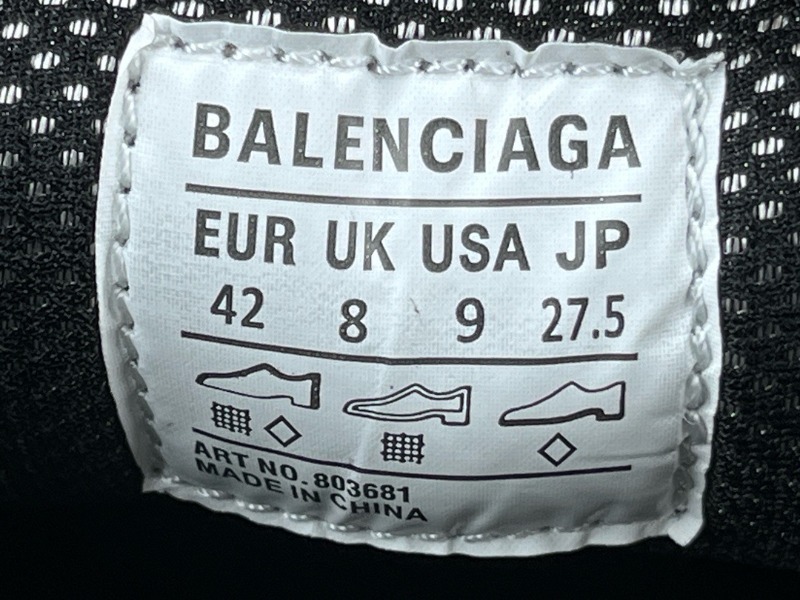 BALENCIAGA
EUR UK USA JP
42 8 9 27.5
ART NO. 803681
MADE IN CHINA